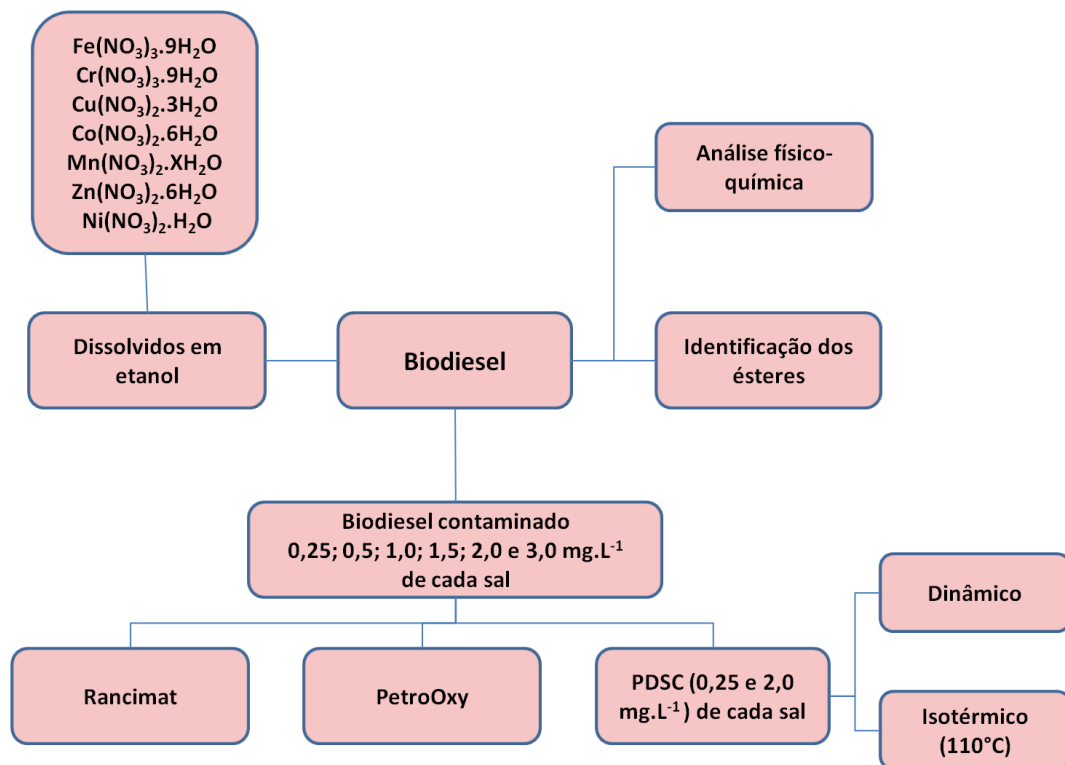 Fe(NO₃)₃.9H₂O
Cr(NO₃)₃.9H₂O
Cu(NO₃)₂.3H₂O
Co(NO₃)₂.6H₂O
Mn(NO₃)₂.XH₂O
Zn(NO₃)₂.6H₂O
Ni(NO₃)₂.H₂O
Análise físico-
química
Dissolvidos em
etanol
Biodiesel
Identificação dos
ésteres
Biodiesel contaminado
0,25; 0,5; 1,0; 1,5; 2,0 e 3,0 mg.L⁻¹
de cada sal
Dinâmico
Rancimat
PetroOxy
PDSC (0,25 e 2,0
mg.L⁻¹) de cada sal
Isotérmico
(110°C)